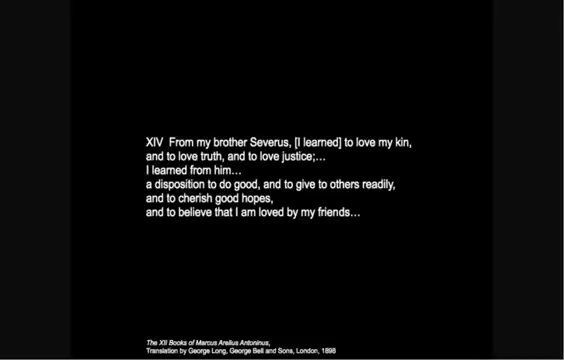 XIV From my brother Severus, [I learned] to love my kin,
and to love truth, and to love justice;…
I learned from him…
a disposition to do good, and to give to others readily,
and to cherish good hopes,
and to believe that I am loved by my friends…
The XII Books of Marcus Arelius Antoninus,
Translation by George Long, George Bell and Sons, London, 1898